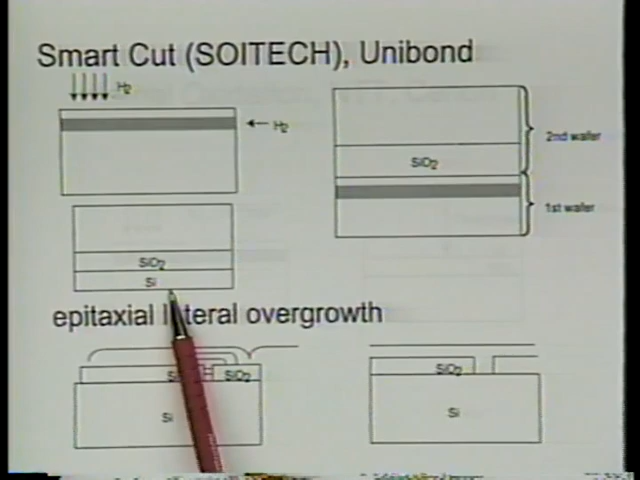 Smart Cut (SOITECH), Unibond
H2
H2
SiO2
2nd wafer
1st wafer
SiO2
Si
epitaxial lateral overgrowth
SiO2
SiO2
Si
Si